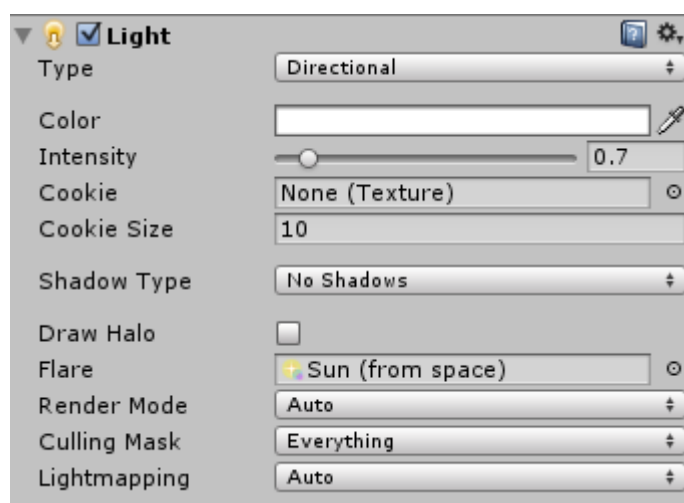 Light
Type Directional
Color
Intensity 0.7
Cookie None (Texture)
Cookie Size 10
Shadow Type No Shadows
Draw Halo
Flare Sun (from space)
Render Mode Auto
Culling Mask Everything
Lightmapping Auto